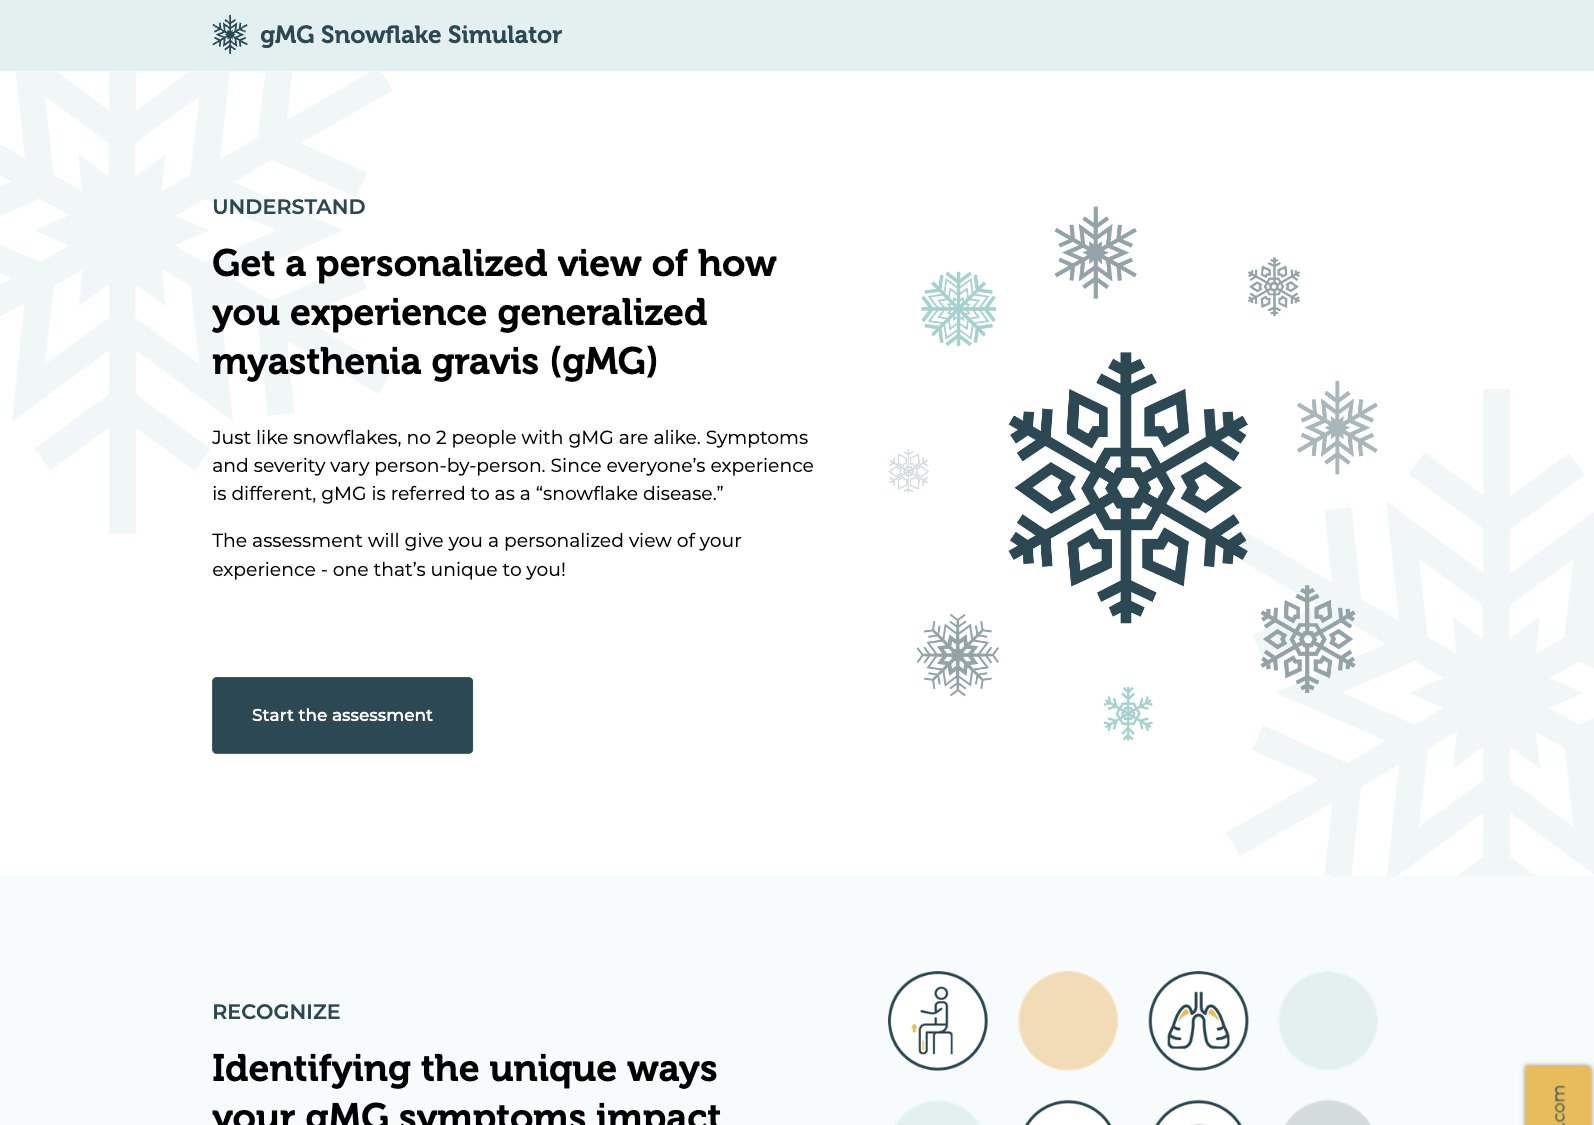 gMG Snowflake Simulator
UNDERSTAND
Get a personalized view of how
you experience generalized
myasthenia gravis (gMG)
Just like snowflakes, no 2 people with gMG are alike. Symptoms
and severity vary person-by-person. Since everyone’s experience
is different, gMG is referred to as a “snowflake disease.”
The assessment will give you a personalized view of your
experience - one that’s unique to you!
Start the assessment
RECOGNIZE
Identifying the unique ways
your gMG symptoms impact
.com